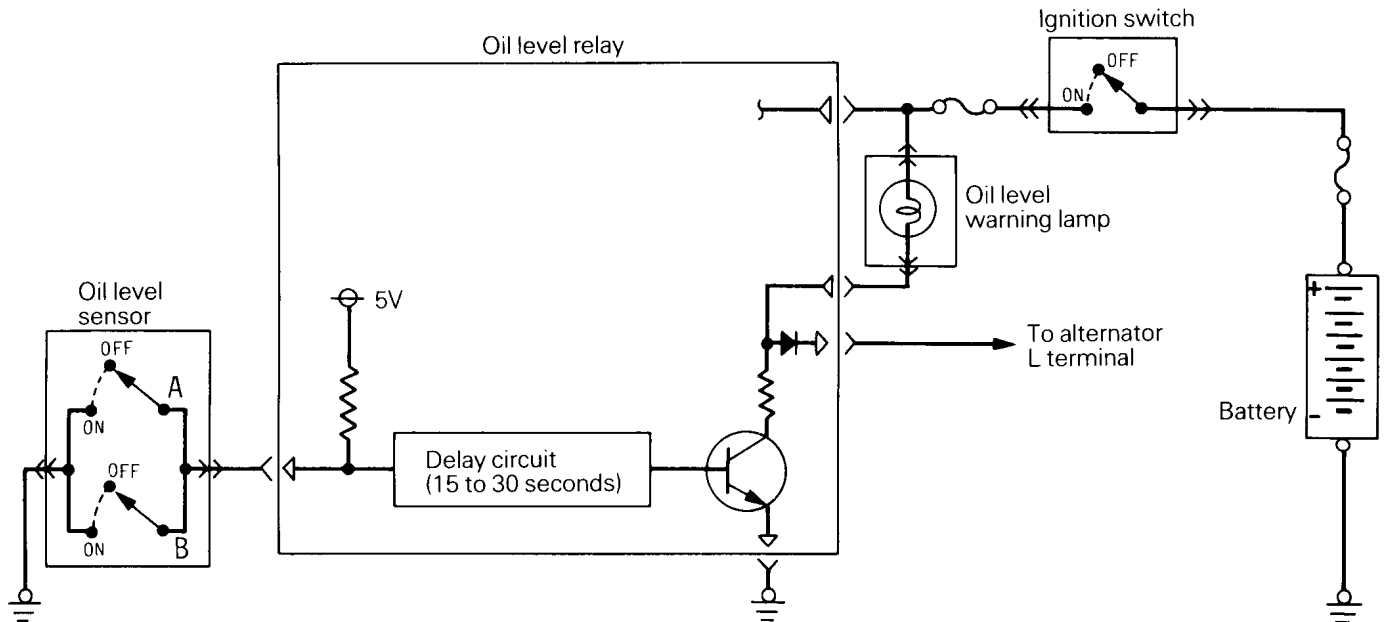 Ignition switch
Oil level relay
OFF
ON
Oil level
warning lamp
5V
Oil level
sensor
OFF
A
ON
OFF
ON
B
Delay circuit
(15 to 30 seconds)
To alternator
L terminal
+
Battery
-